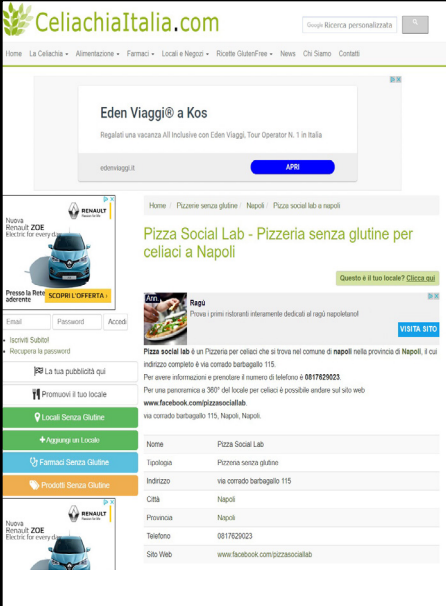 CeliachiaItalia.com
Google Ricerca personalizzata
Home La Celiachia Alimentazione Farmaci Locali e Negozi Ricette GlutenFree News Chi Siamo Contatti
Eden Viaggi® a Kos
Regalati una vacanza All Inclusive con Eden Viaggi, Tour Operator N. 1 in Italia
edenviaggi.it
APRI
RENAULT
Nuova
Renault ZOE
Electric for every day
Presso la Rete
aderente
SCOPRI L'OFFERTA
Email Password Accedi
Iscriviti Subito!
Recupera la password
La tua pubblicità qui
Promuovi il tuo locale
Locali Senza Glutine
+Aggiungi un Locale
Farmaci Senza Glutine
Prodotti Senza Glutine
RENAULT
Nuova
Renault ZOE
Electric for every day
Home / Pizzerie senza glutine / Napoli / Pizza social lab a napoli
Pizza Social Lab - Pizzeria senza glutine per
celiaci a Napoli
Questo è il tuo locale? Clicca qui
Ann.
Ragù
Prova i primi ristoranti interamente dedicati al ragù napoletano!
VISITA SITO
Pizza social lab è un Pizzeria per celiaci che si trova nel comune di napoli nella provincia di Napoli, il cui
indirizzo completo è via corrado barbagallo 115.
Per avere informazioni e prenotare il numero di telefono è 0817629023.
Per una panoramica a 360° del locale per celiaci è possibile andare sul sito web
www.facebook.com/pizzasociallab.
via corrado barbagallo 115, Napoli, Napoli.
Nome Pizza Social Lab
Tipologia Pizzeria senza glutine
Indirizzo via corrado barbagallo 115
Città Napoli
Provincia Napoli
Telefono 0817629023
Sito Web www.facebook.com/pizzasociallab